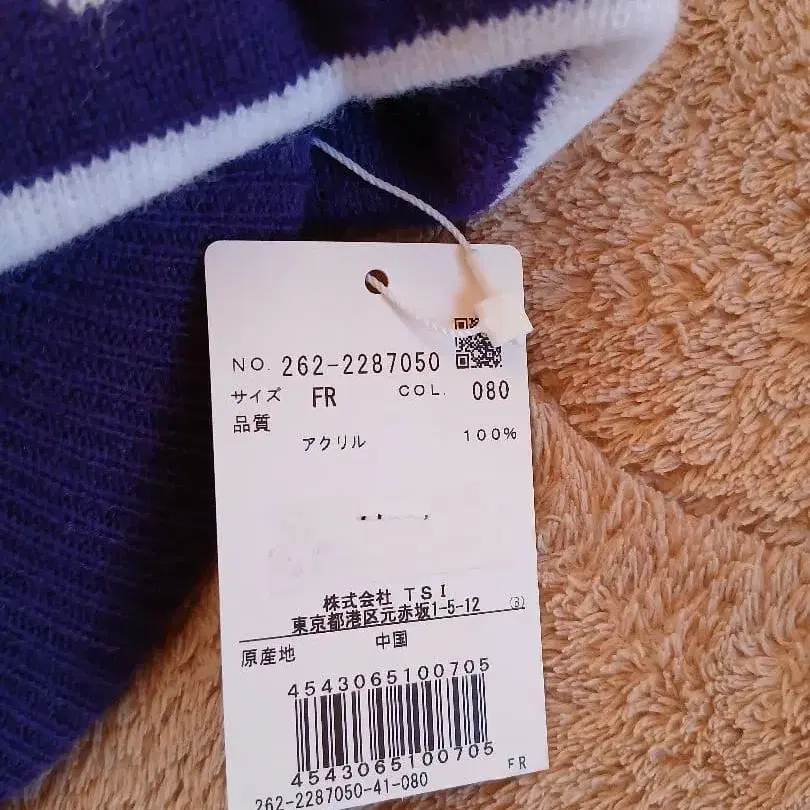 NO. 262-2287050
サイズ FR COL. 080
品質
アクリル 100%
株式会社 TSI
東京都港区元赤坂1-5-12 (B)
原産地 中国
4543065100705
4543065100705
262-2287050-41-080 FR